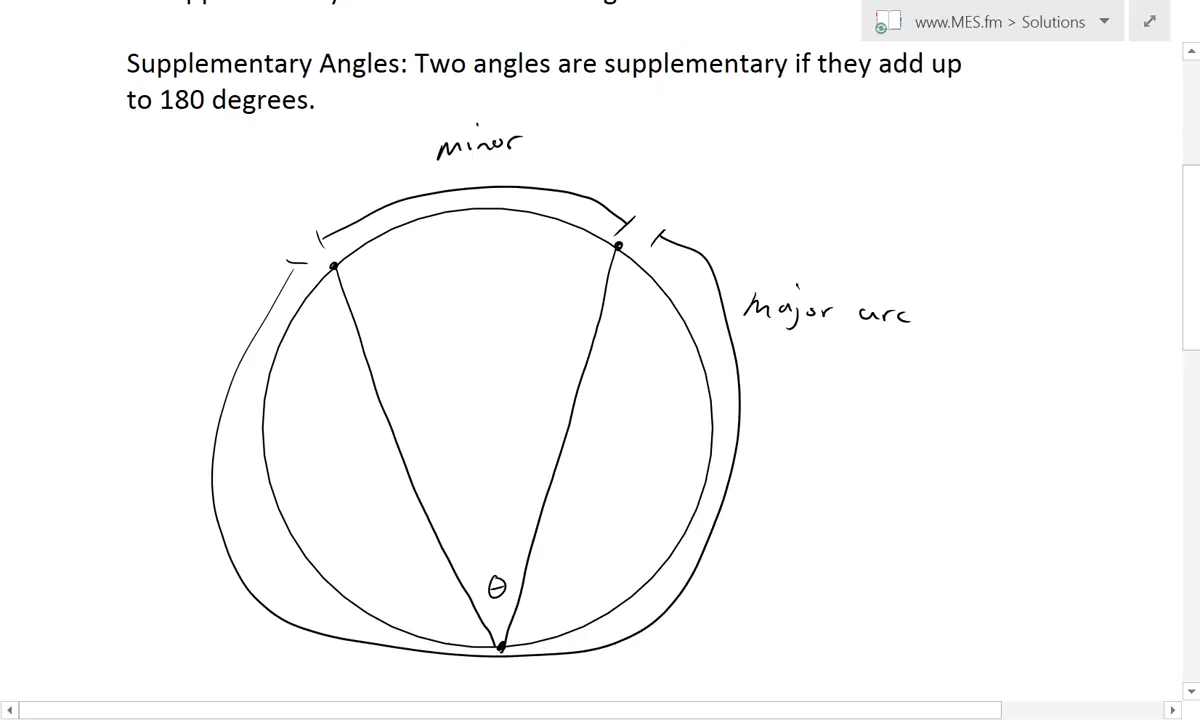 www.MES.fm > Solutions
Supplementary Angles: Two angles are supplementary if they add up
to 180 degrees.
minor
major arc
θ